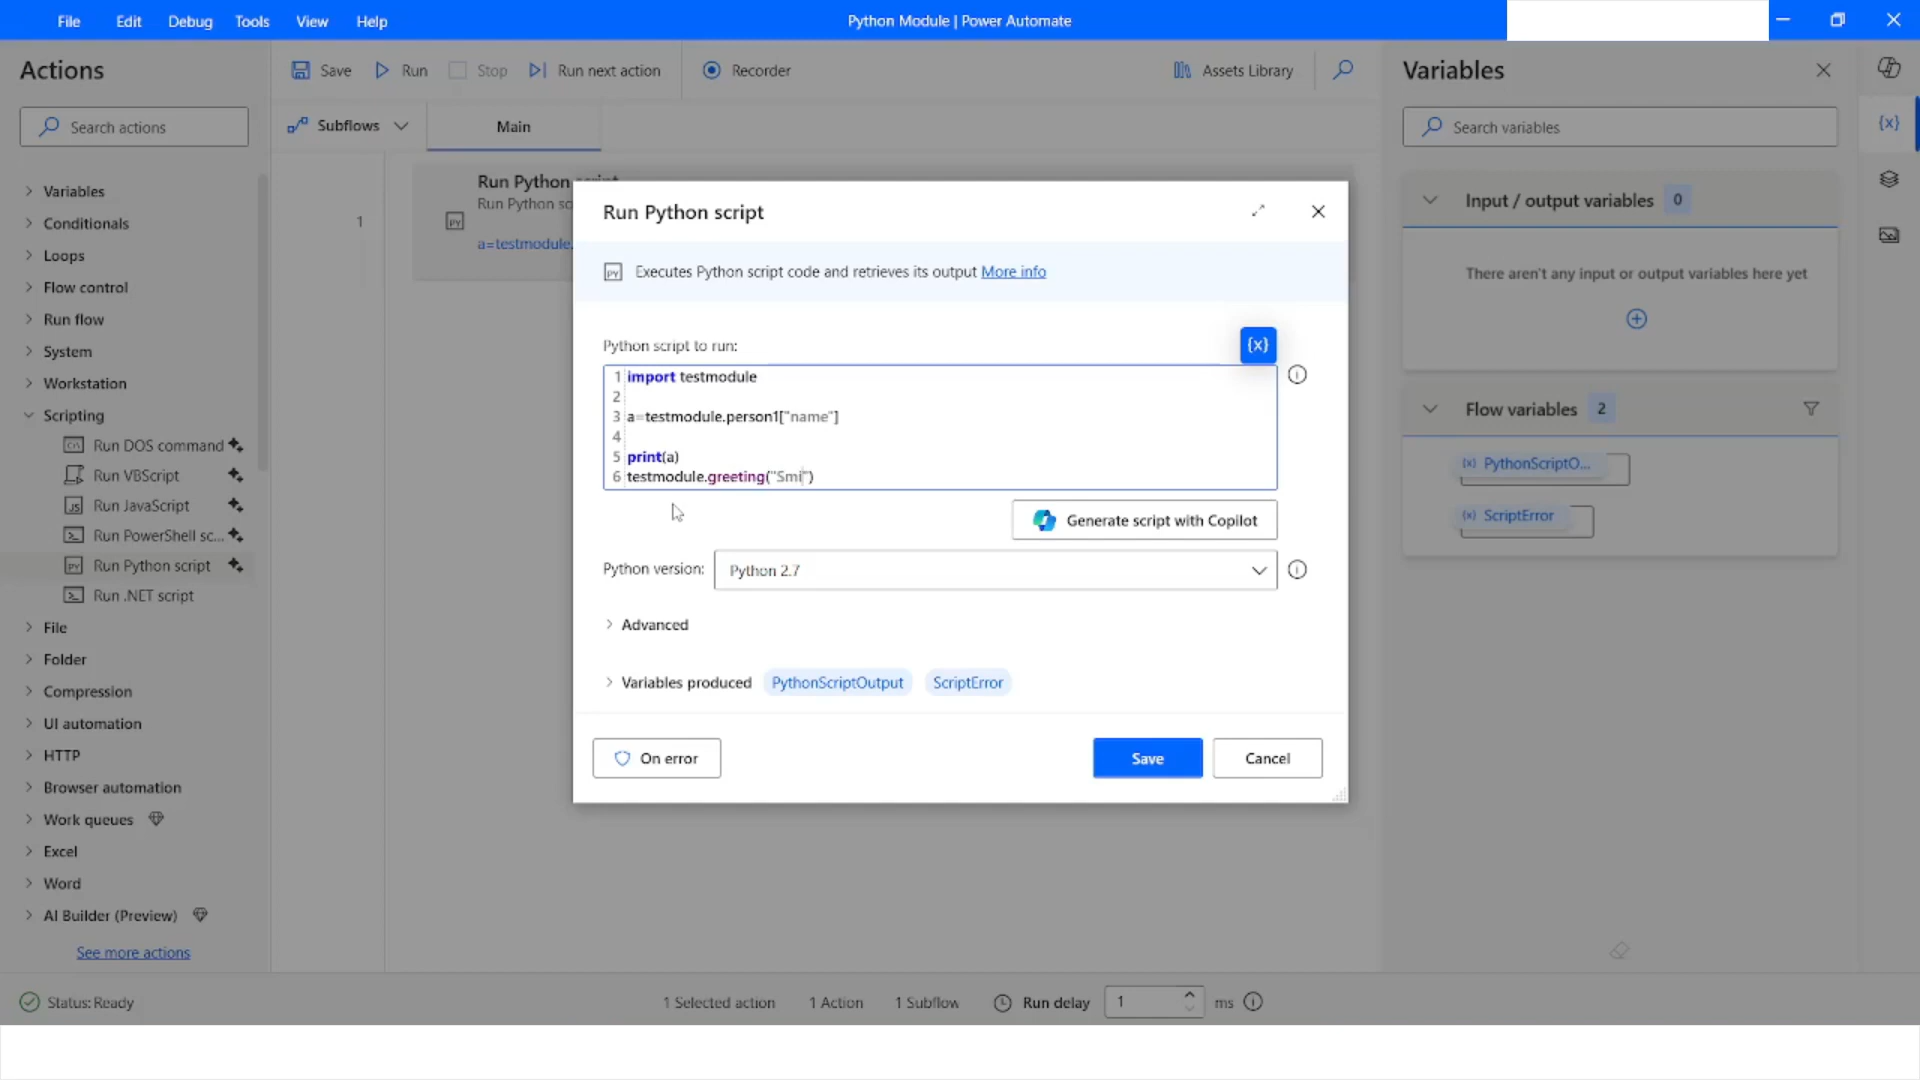 File Edit Debug Tools View Help
Python Module | Power Automate
Actions
Search actions
Variables
Conditionals
Loops
Flow control
Run flow
System
Workstation
Scripting
Run DOS command
Run VBScript
Run JavaScript
Run PowerShell sc...
Run Python script
Run .NET script
File
Folder
Compression
UI automation
HTTP
Browser automation
Work queues
Excel
Word
AI Builder (Preview)
See more actions
Save Run Stop Run next action Recorder Assets Library
Subflows Main
1
Run Python script
Run Python sc
a=testmodule.
Run Python script
PY Executes Python script code and retrieves its output More info
Python script to run:
{x}
1 import testmodule
2
3 a=testmodule.person1["name"]
4
5 print(a)
6 testmodule.greeting("Smi")
Generate script with Copilot
Python version: Python 2.7
Advanced
Variables produced PythonScriptOutput ScriptError
On error Save Cancel
Variables
Search variables
{x}
Input / output variables 0
There aren't any input or output variables here yet
Flow variables 2
(x) PythonScriptO...
(x) ScriptError
Status: Ready 1 Selected action 1 Action 1 Subflow Run delay 1 ms